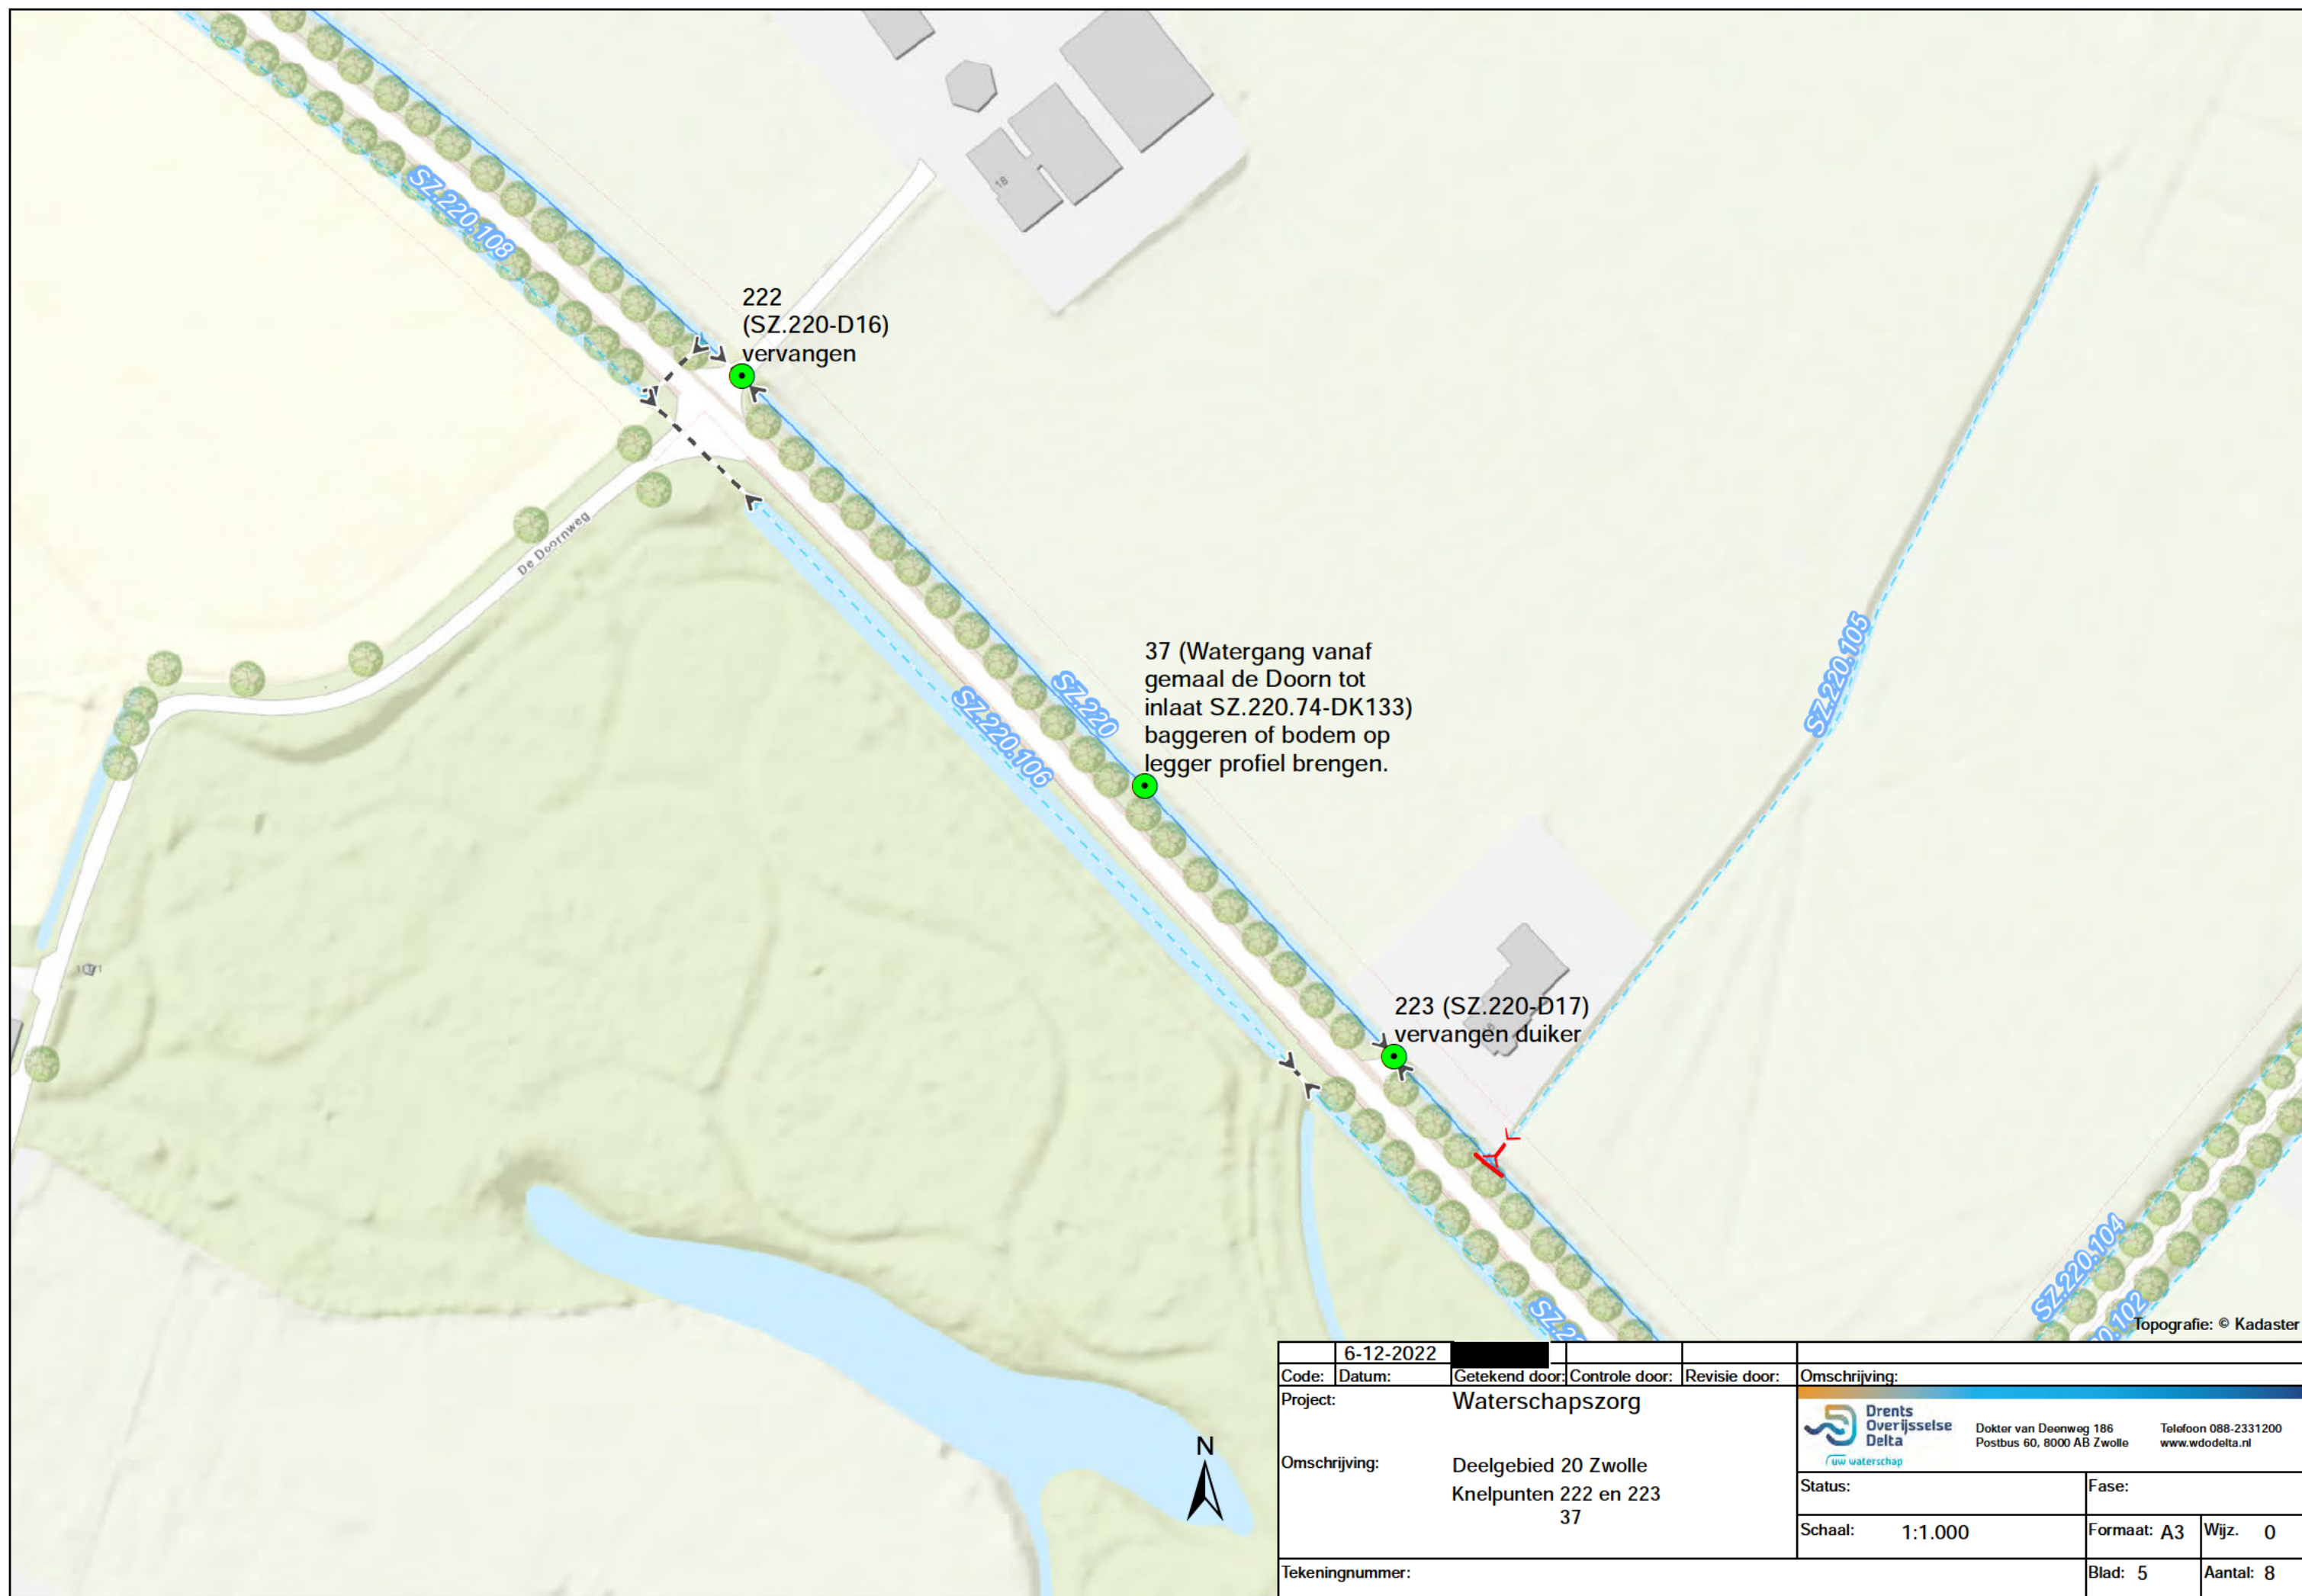 SZ.220.108
18
222
(SZ.220-D16)
vervangen
De Doornweg
SZ.220.105
37 (Watergang vanaf
gemaal de Doorn tot
inlaat SZ.220.74-DK133)
baggeren of bodem op
legger profiel brengen.
SZ.220
SZ.220.106
223 (SZ.220-D17)
vervangen duiker
SZ.220.104
0.102
SZ.22
Topografie: © Kadaster
N
6-12-2022
Code: Datum: Getekend door: Controle door: Revisie door: Omschrijving:
Project: Waterschapszorg
Drents
Overijsselse
Delta
uw waterschap
Dokter van Deenweg 186
Postbus 60, 8000 AB Zwolle
Telefoon 088-2331200
www.wdodelta.nl
Omschrijving: Deelgebied 20 Zwolle
Knelpunten 222 en 223
37
Status: Fase:
Schaal: 1:1.000 Formaat: A3 Wijz. 0
Tekeningnummer: Blad: 5 Aantal: 8